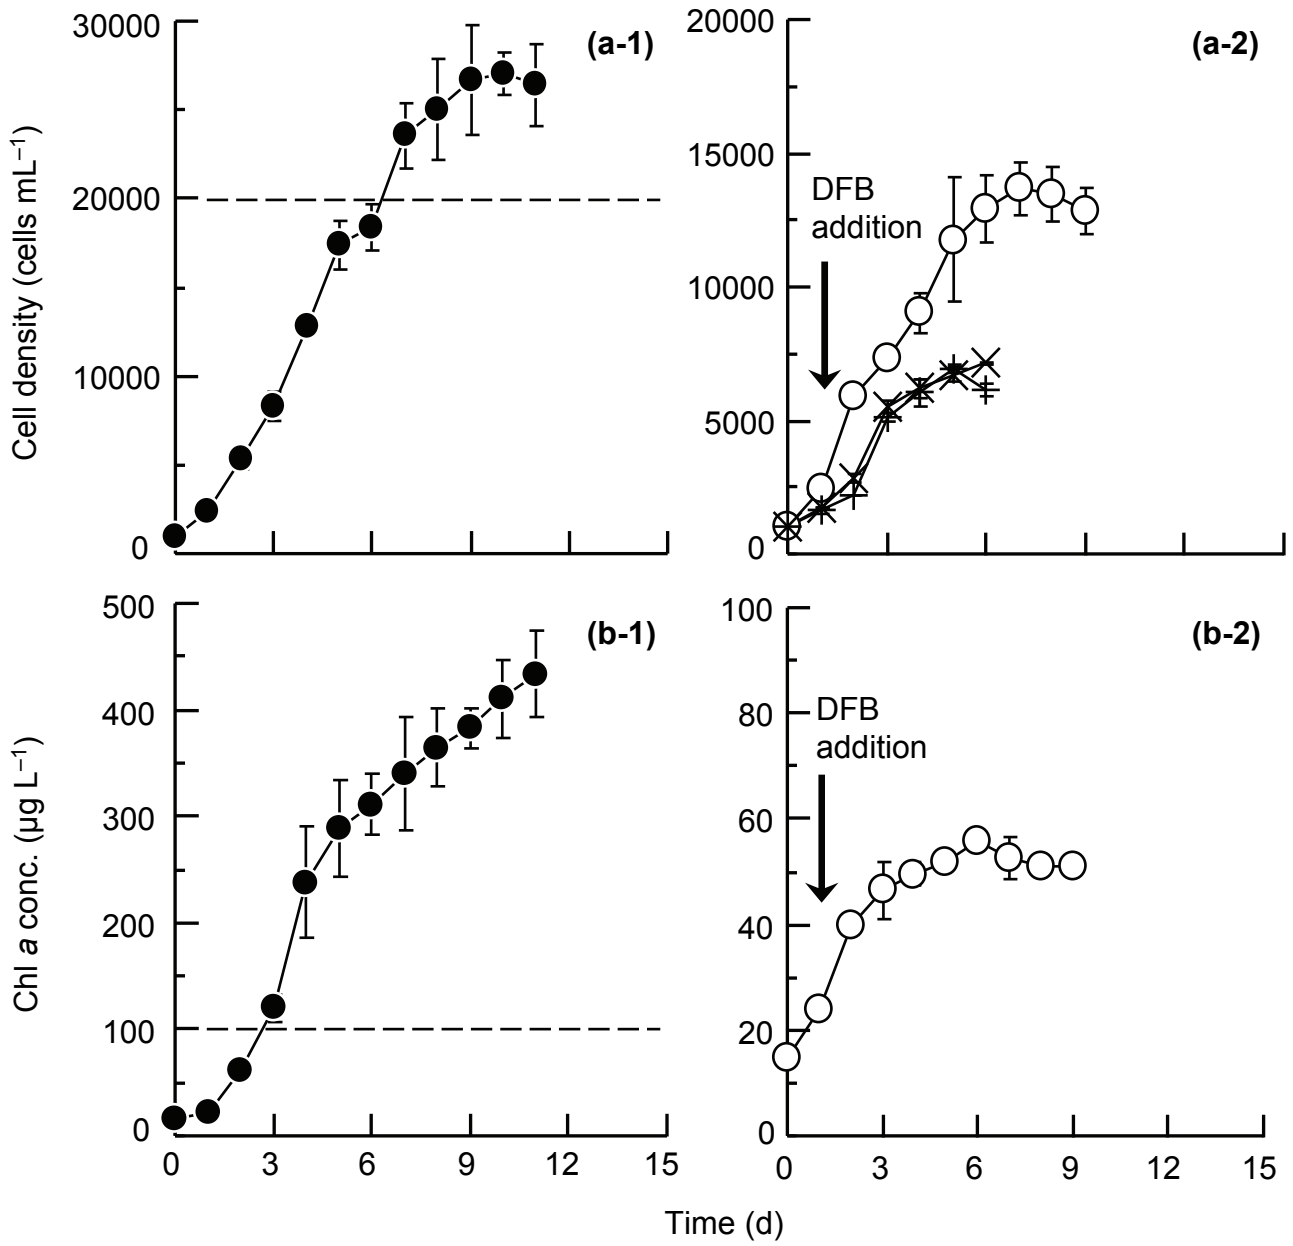 Cell density (cells mL⁻¹)
30000
20000
10000
0
(a-1)
20000
15000
10000
5000
0
DFB
addition
(a-2)
Chl a conc. (µg L⁻¹)
500
400
300
200
100
0
(b-1)
0 3 6 9 12 15
100
80
60
40
20
0
DFB
addition
(b-2)
0 3 6 9 12 15
Time (d)